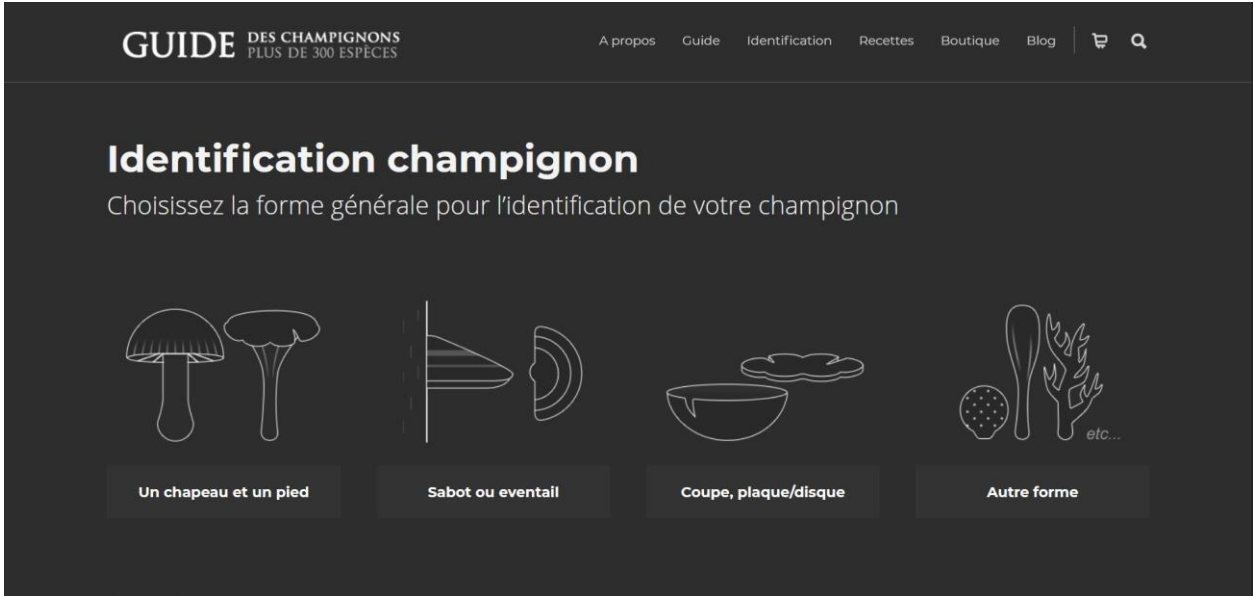 GUIDE DES CHAMPIGNONS
PLUS DE 300 ESPÈCES
A propos Guide Identification Recettes Boutique Blog
Identification champignon
Choisissez la forme générale pour l'identification de votre champignon
etc...
Un chapeau et un pied
Sabot ou eventail
Coupe, plaque/disque
Autre forme